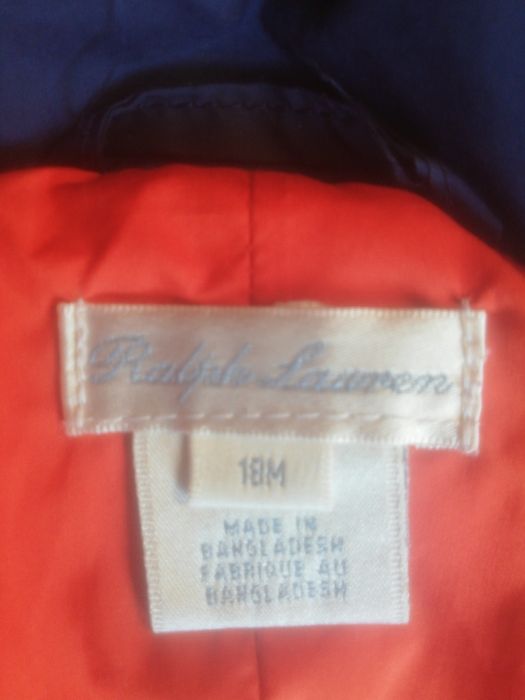 Ralph Lauren
18M
MADE IN
BANGLADESH
FABRIQUE AU
BANGLADESH